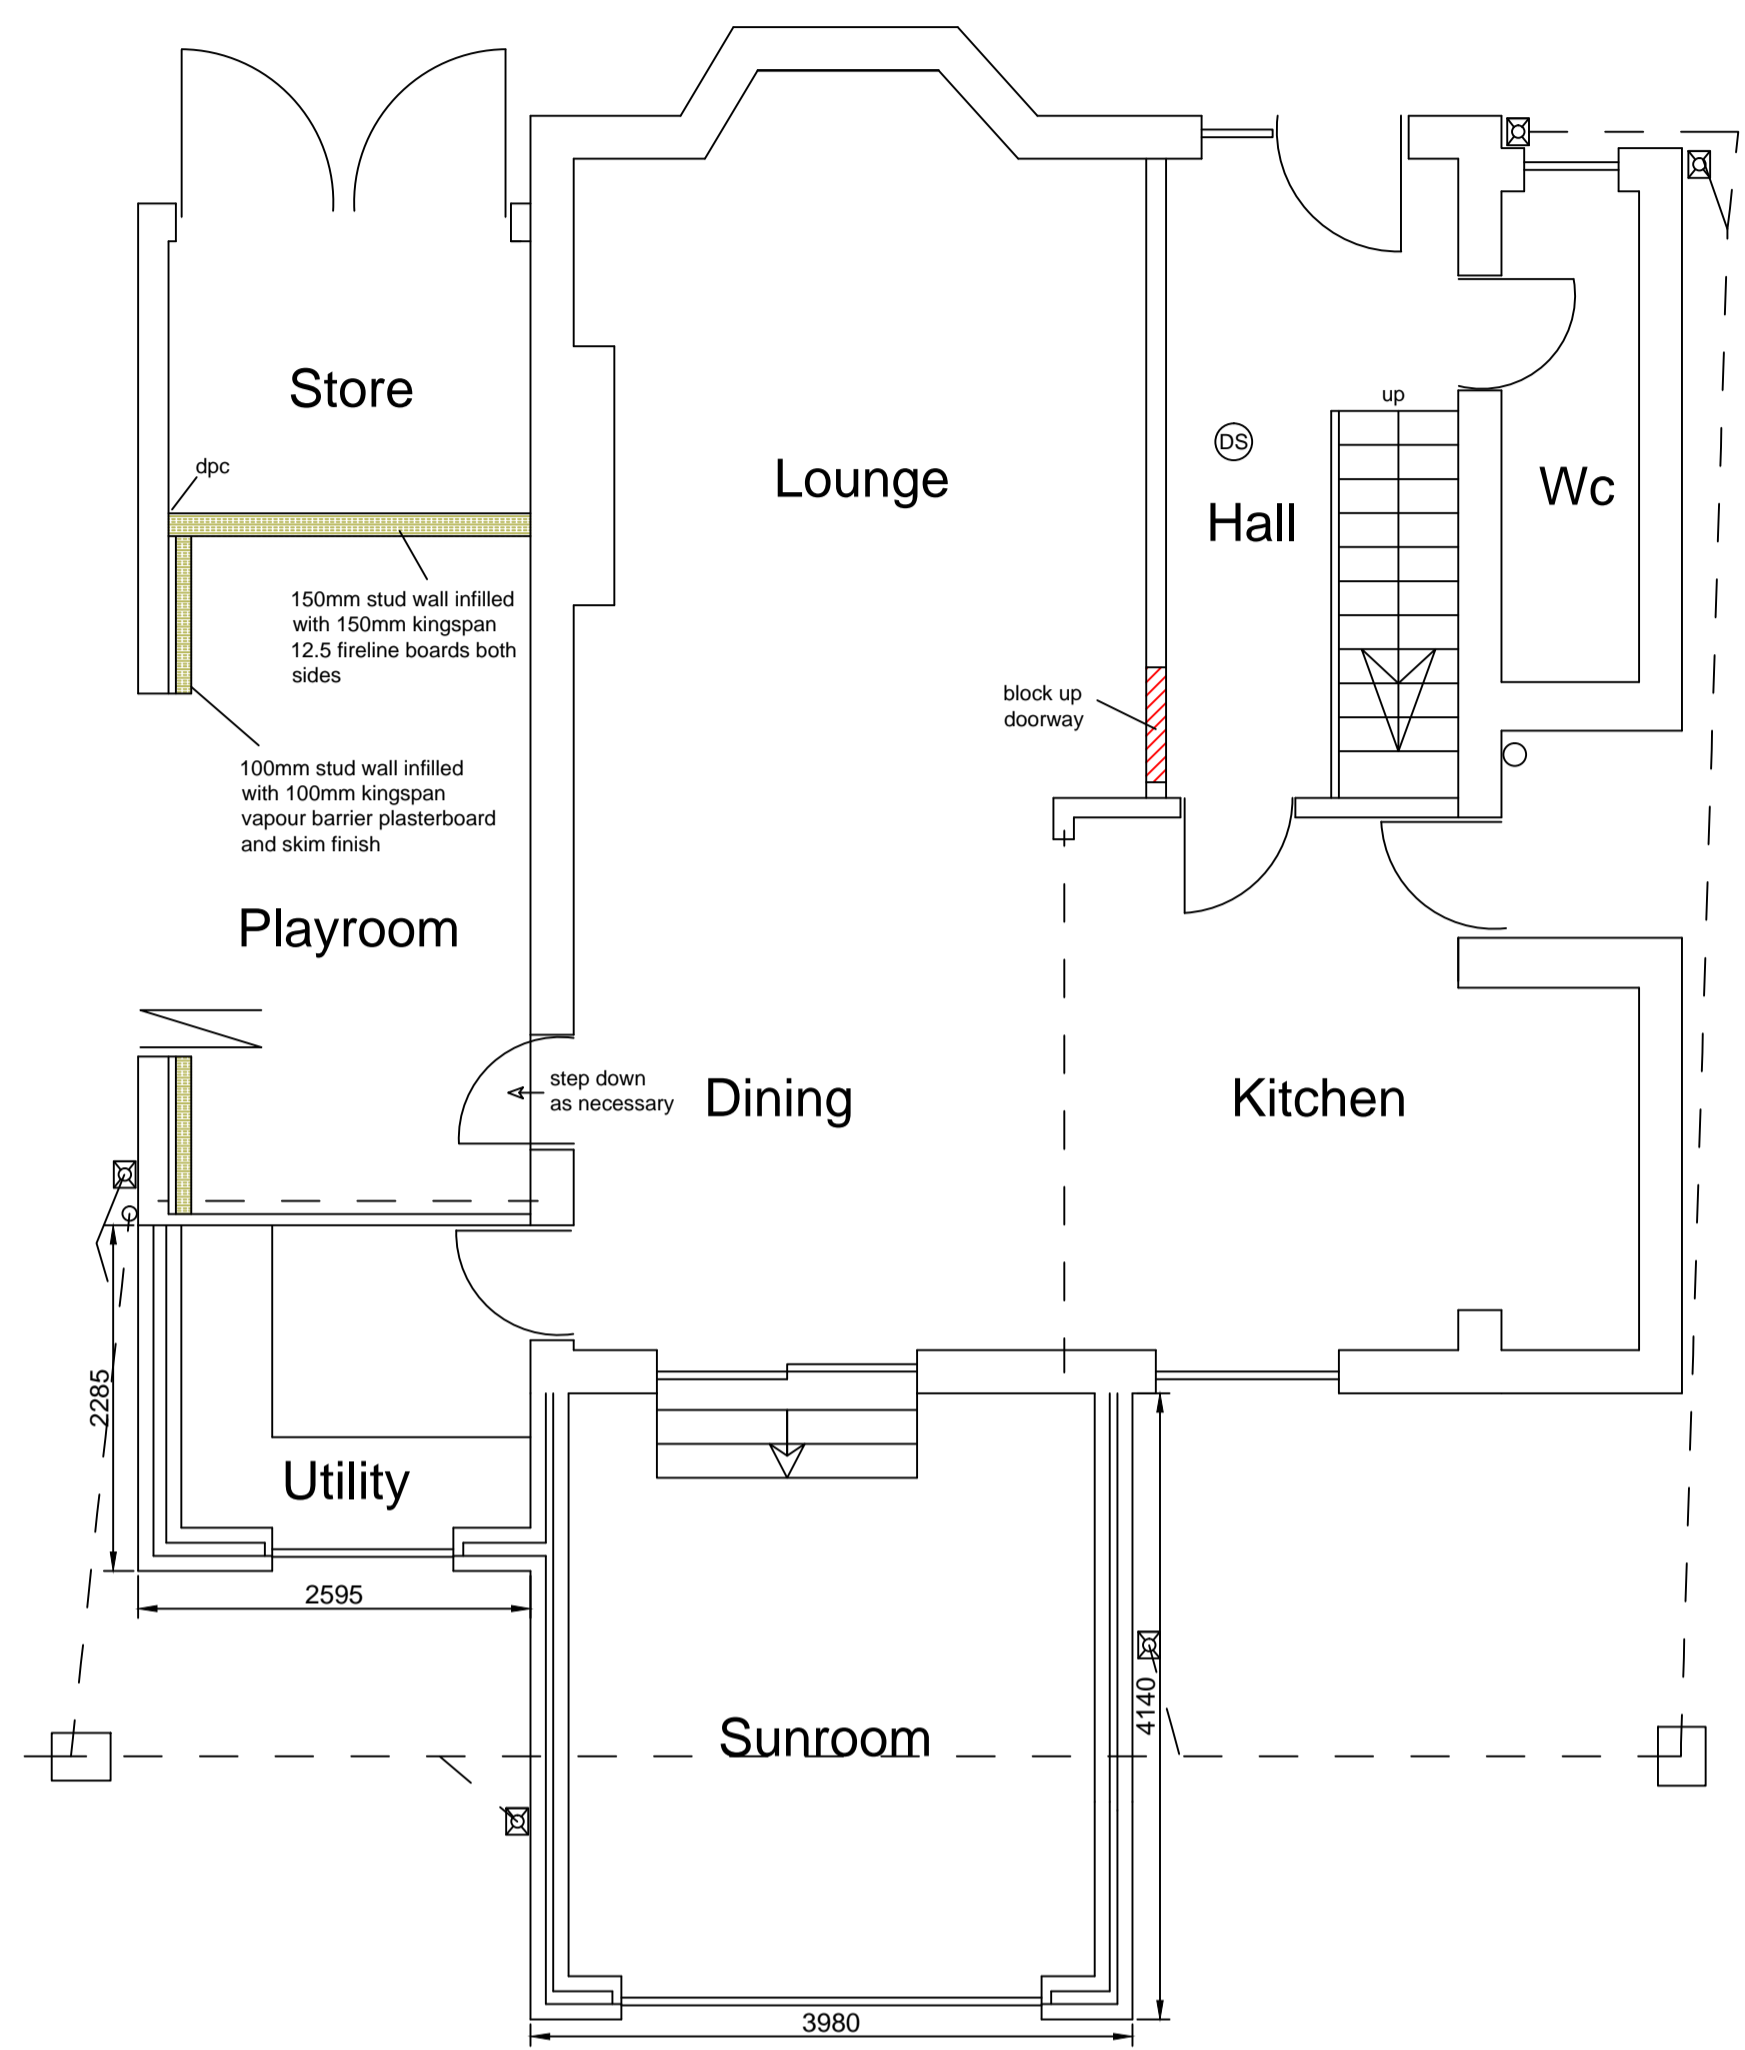 up
Store
DS
dpc
Lounge
Wc
Hall
150mm stud wall infilled
with 150mm kingspan
12.5 fireline boards both
sides
block up
doorway
100mm stud wall infilled
with 100mm kingspan
vapour barrier plasterboard
and skim finish
Playroom
step down
as necessary
Dining
Kitchen
2285
Utility
2595
4140
Sunroom
3980